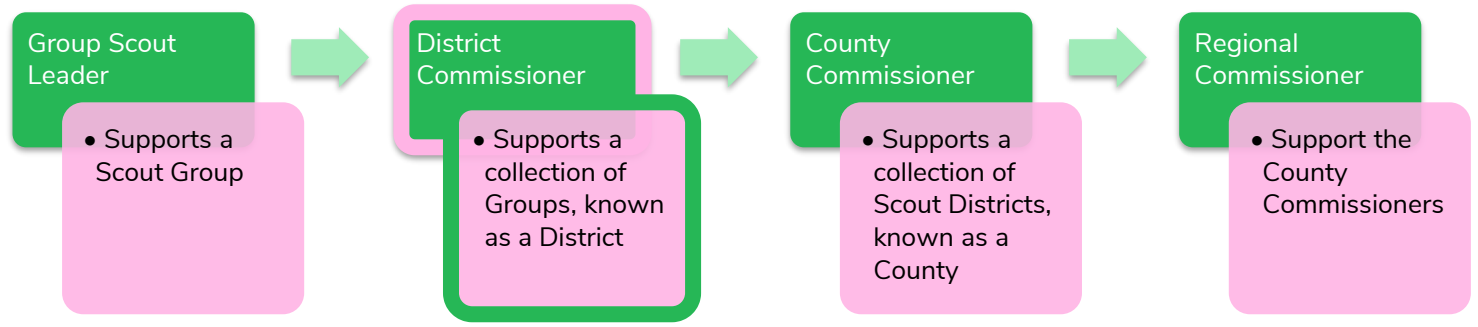 Group Scout
Leader
• Supports a
Scout Group
District
Commissioner
• Supports a
collection of
Groups, known
as a District
County
Commissioner
• Supports a
collection of
Scout Districts,
known as a
County
Regional
Commissioner
• Support the
County
Commissioners